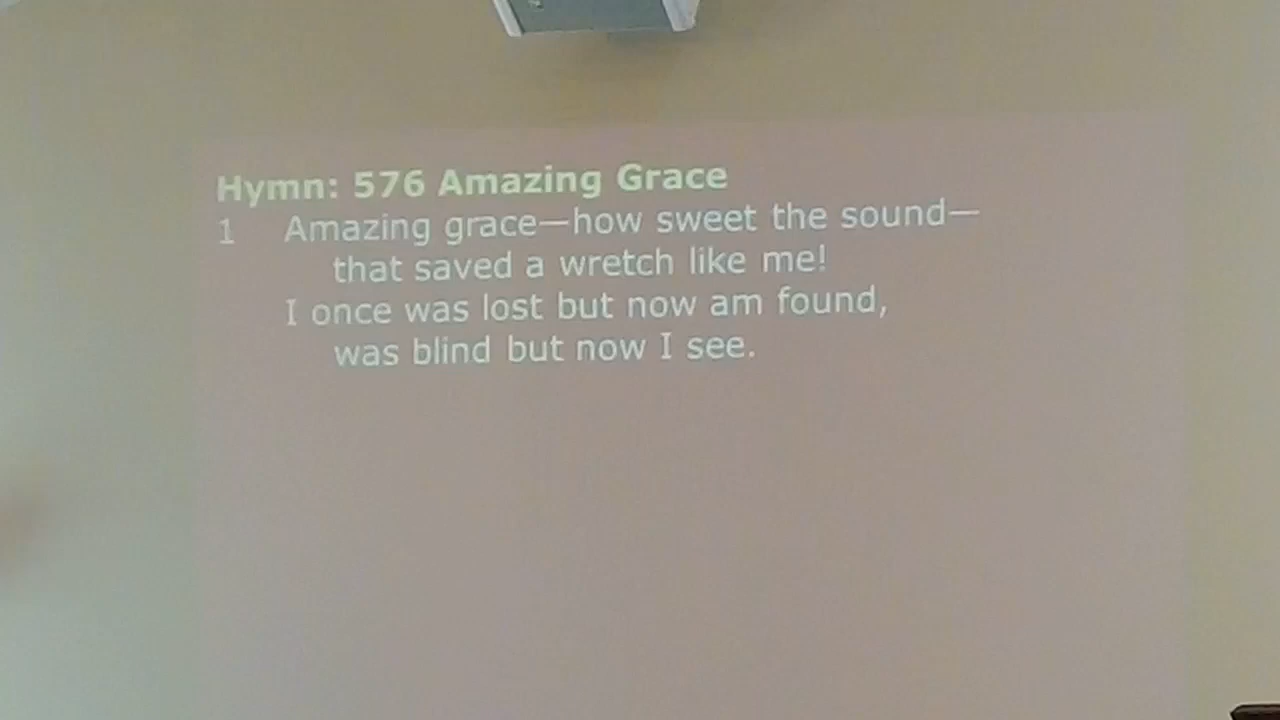 Hymn: 576 Amazing Grace
1 Amazing grace—how sweet the sound—
that saved a wretch like me!
I once was lost but now am found,
was blind but now I see.